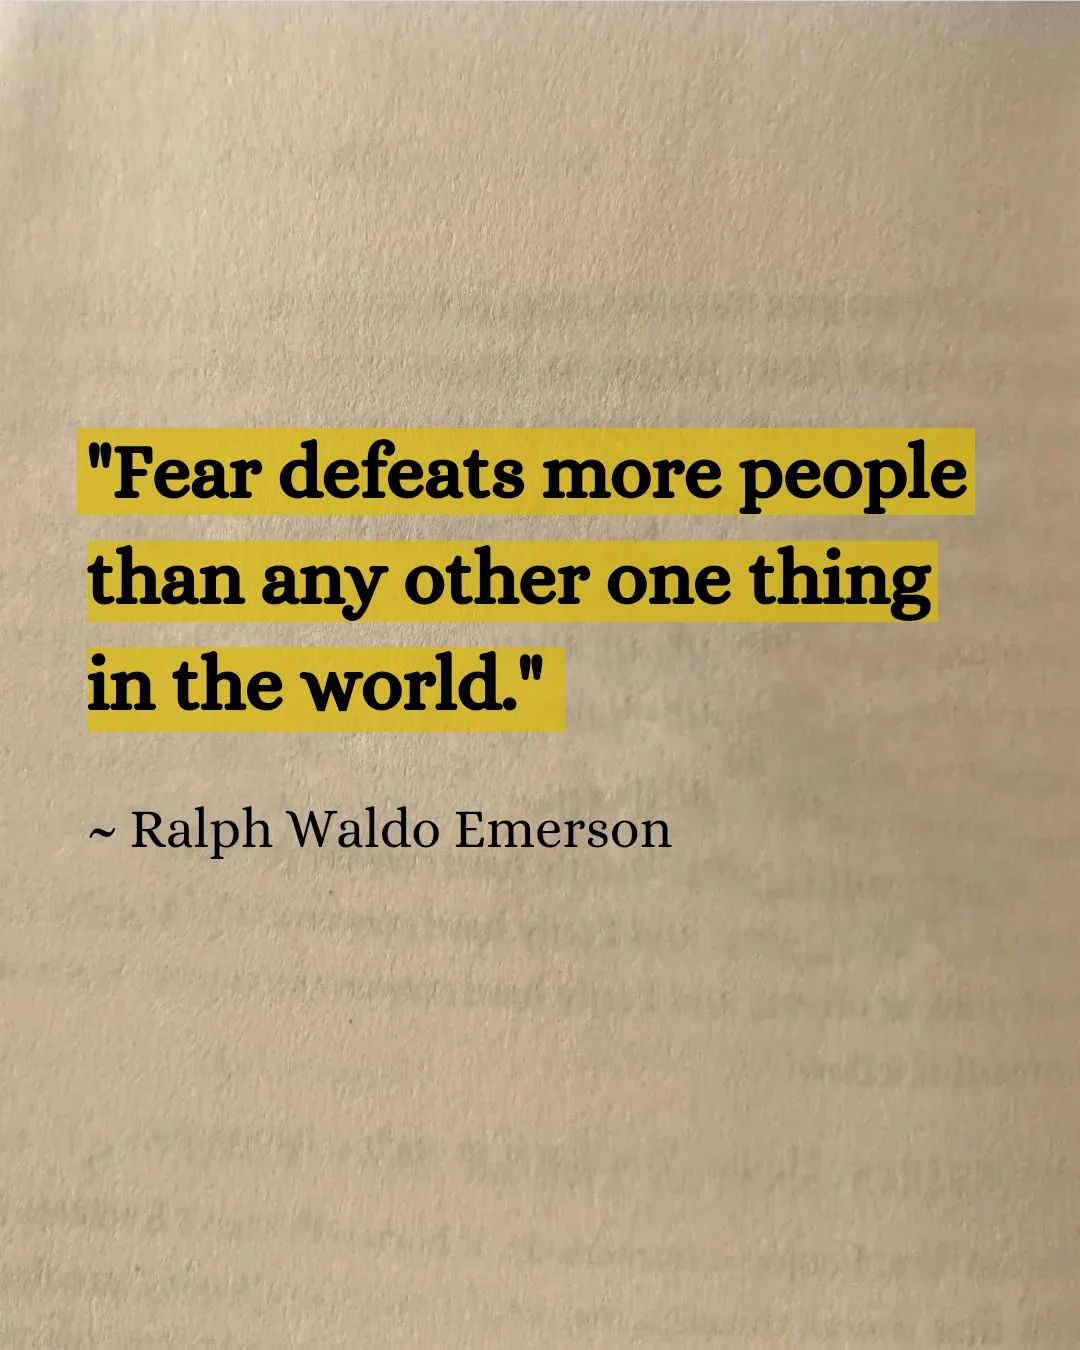 "Fear defeats more people
than any other one thing
in the world."
~ Ralph Waldo Emerson